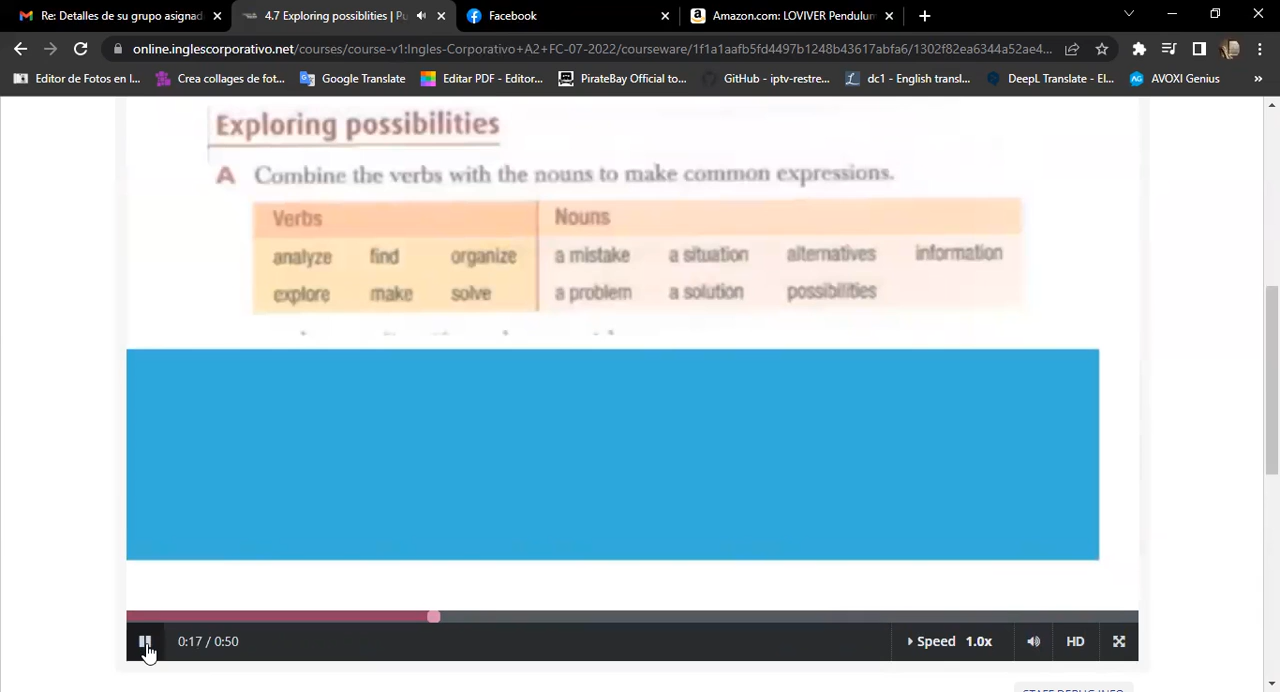 Re: Detalles de su grupo asignad
4.7 Exploring possiblities | Pu
Facebook
Amazon.com: LOVIVER Pendulum
online.inglescorporativo.net/courses/course-v1:Ingles-Corporativo+A2+FC-07-2022/courseware/1f1a1aafb5fd4497b1248b43617abfa6/1302f82ea6344a52ae4...
Editor de Fotos en l...
Crea collages de fot...
Google Translate
Editar PDF - Editor...
PirateBay Official to...
GitHub - iptv-restre...
dc1 - English transl...
DeepL Translate - El...
AVOXI Genius
»
Exploring possibilities
A Combine the verbs with the nouns to make common expressions.
Verbs Nouns
analyze find organize a mistake a situation alternatives information
explore make solve a problem a solution possibilities
0:17 / 0:50
Speed 1.0x
HD
STAFF DEBUG INFO